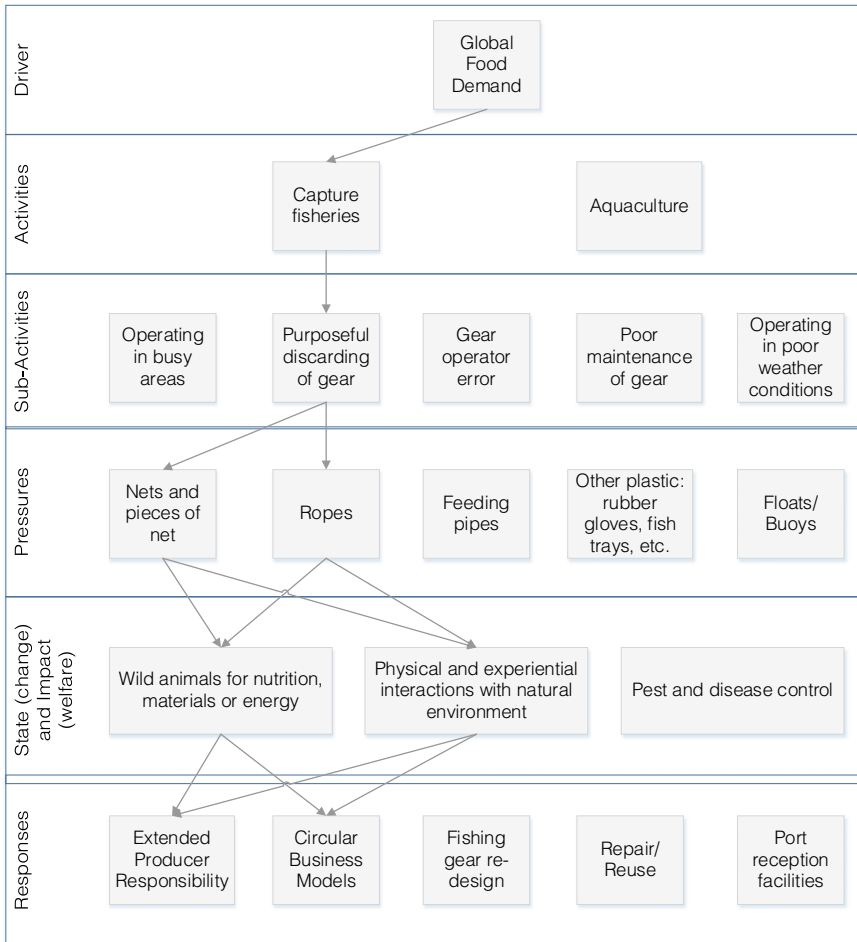 Driver
Global
Food
Demand
Activities
Capture
fisheries
Aquaculture
Sub-Activities
Operating
in busy
areas
Purposeful
discarding
of gear
Gear
operator
error
Poor
maintenance
of gear
Operating
in poor
weather
conditions
Pressures
Nets and
pieces of
net
Ropes
Feeding
pipes
Other plastic:
rubber
gloves, fish
trays, etc.
Floats/
Buoys
State (change)
and Impact
(welfare)
Wild animals for nutrition,
materials or energy
Physical and experiential
interactions with natural
environment
Pest and disease control
Responses
Extended
Producer
Responsibility
Circular
Business
Models
Fishing
gear re-
design
Repair/
Reuse
Port
reception
facilities